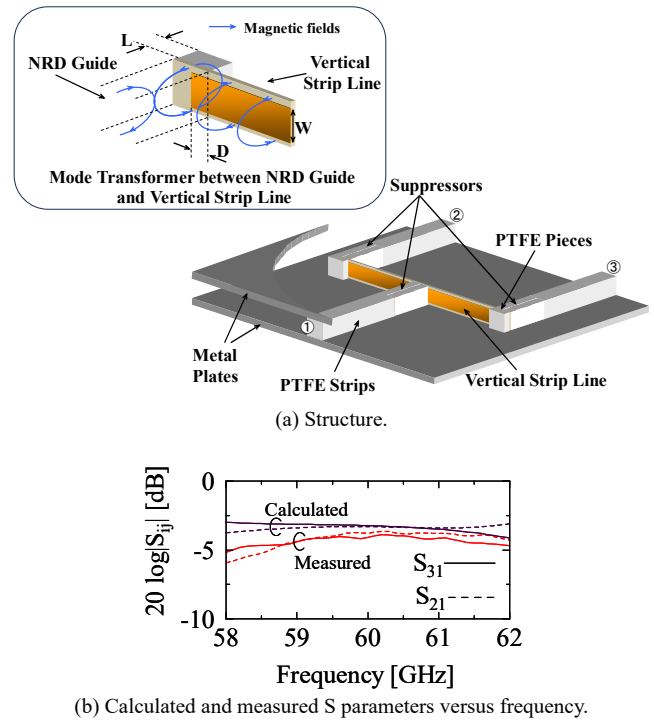 L
Magnetic fields
NRD Guide
Vertical
Strip Line
W
D
Mode Transformer between NRD Guide
and Vertical Strip Line
Suppressors
②
PTFE Pieces
③
①
Metal
Plates
PTFE Strips
Vertical Strip Line
(a) Structure.
20 log|Sij| [dB]
0
-5
-10
Calculated
Measured
S31
S21
58 59 60 61 62
Frequency [GHz]
(b) Calculated and measured S parameters versus frequency.